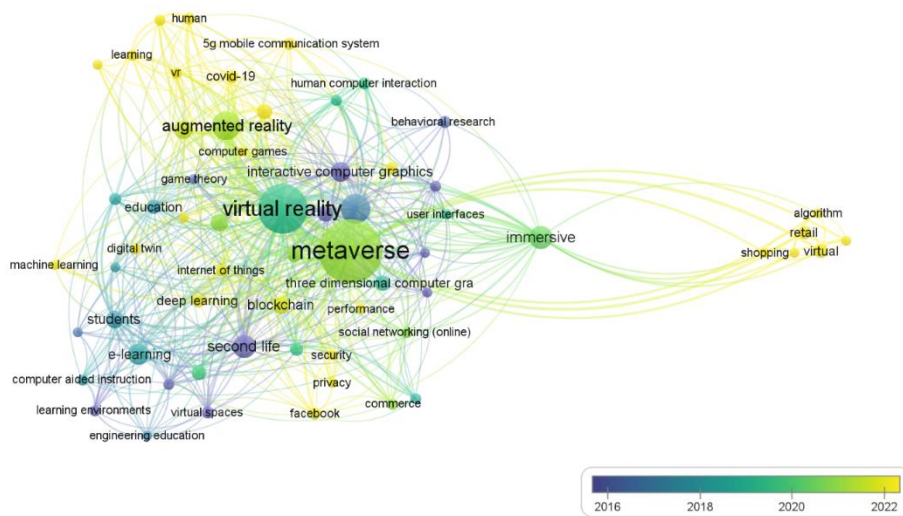 human
5g mobile communication system
learning
vr
covid-19
human computer interaction
behavioral research
augmented reality
computer games
interactive computer graphics
game theory
education
virtual reality
user interfaces
algorithm
retail
immersive
shopping
virtual
digital twin
metaverse
machine learning
internet of things
three dimensional computer gra
deep learning
blockchain
performance
students
social networking (online)
second life
e-learning
security
computer aided instruction
privacy
commerce
learning environments
virtual spaces
facebook
engineering education
2016
2018
2020
2022